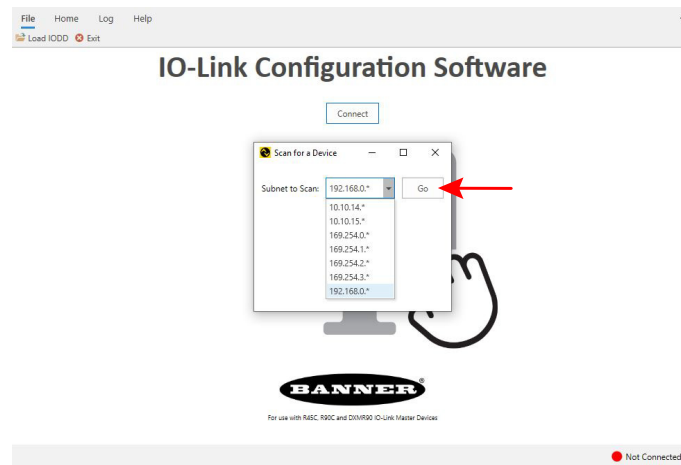 File Home Log Help
Load IODD Exit
IO-Link Configuration Software
Connect
Scan for a Device
Subnet to Scan: 192.168.0.* Go
10.10.14.*
10.10.15.*
169.254.0.*
169.254.1.*
169.254.2.*
169.254.3.*
192.168.0.*
BANNER®
For use with R45C, R90C and DXMR90 IO-Link Master Devices
Not Connected